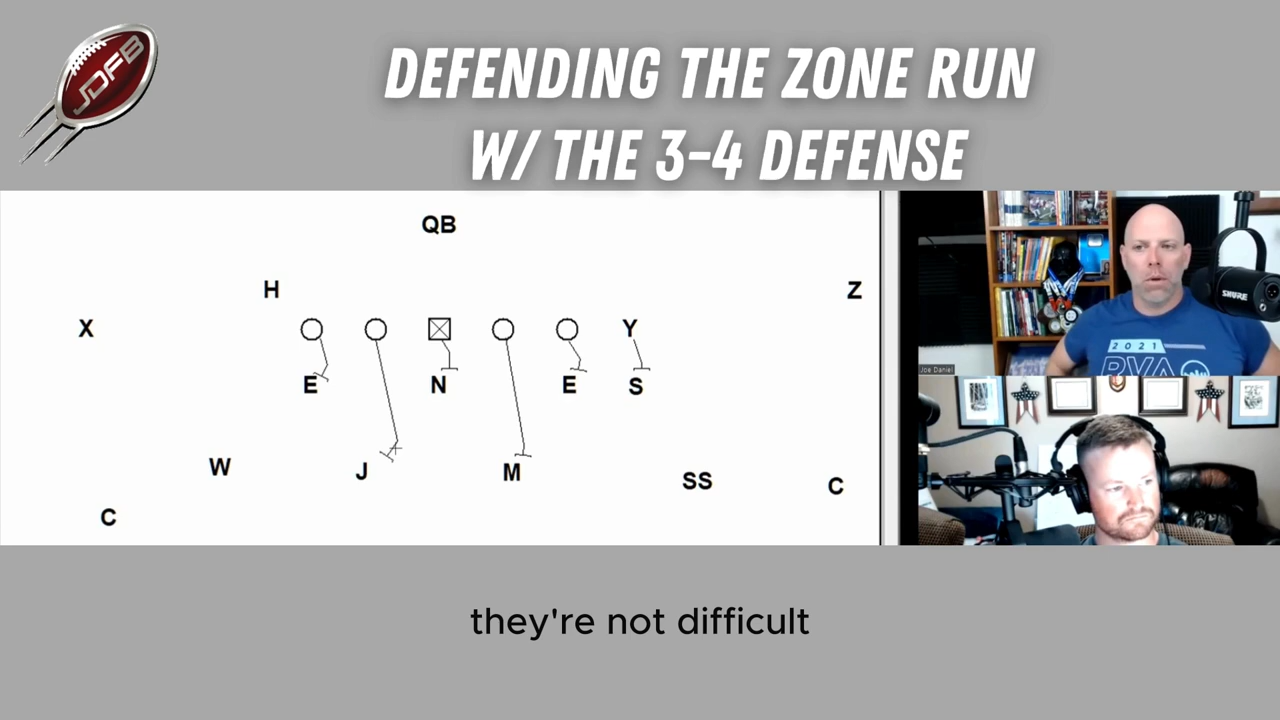 JDFB
DEFENDING THE ZONE RUN
W/ THE 3-4 DEFENSE
QB
H
Z
X
Y
E
N
E
S
W
J
M
SS
C
C
SHURE
2021
RVA
Joe Daniel
they're not difficult